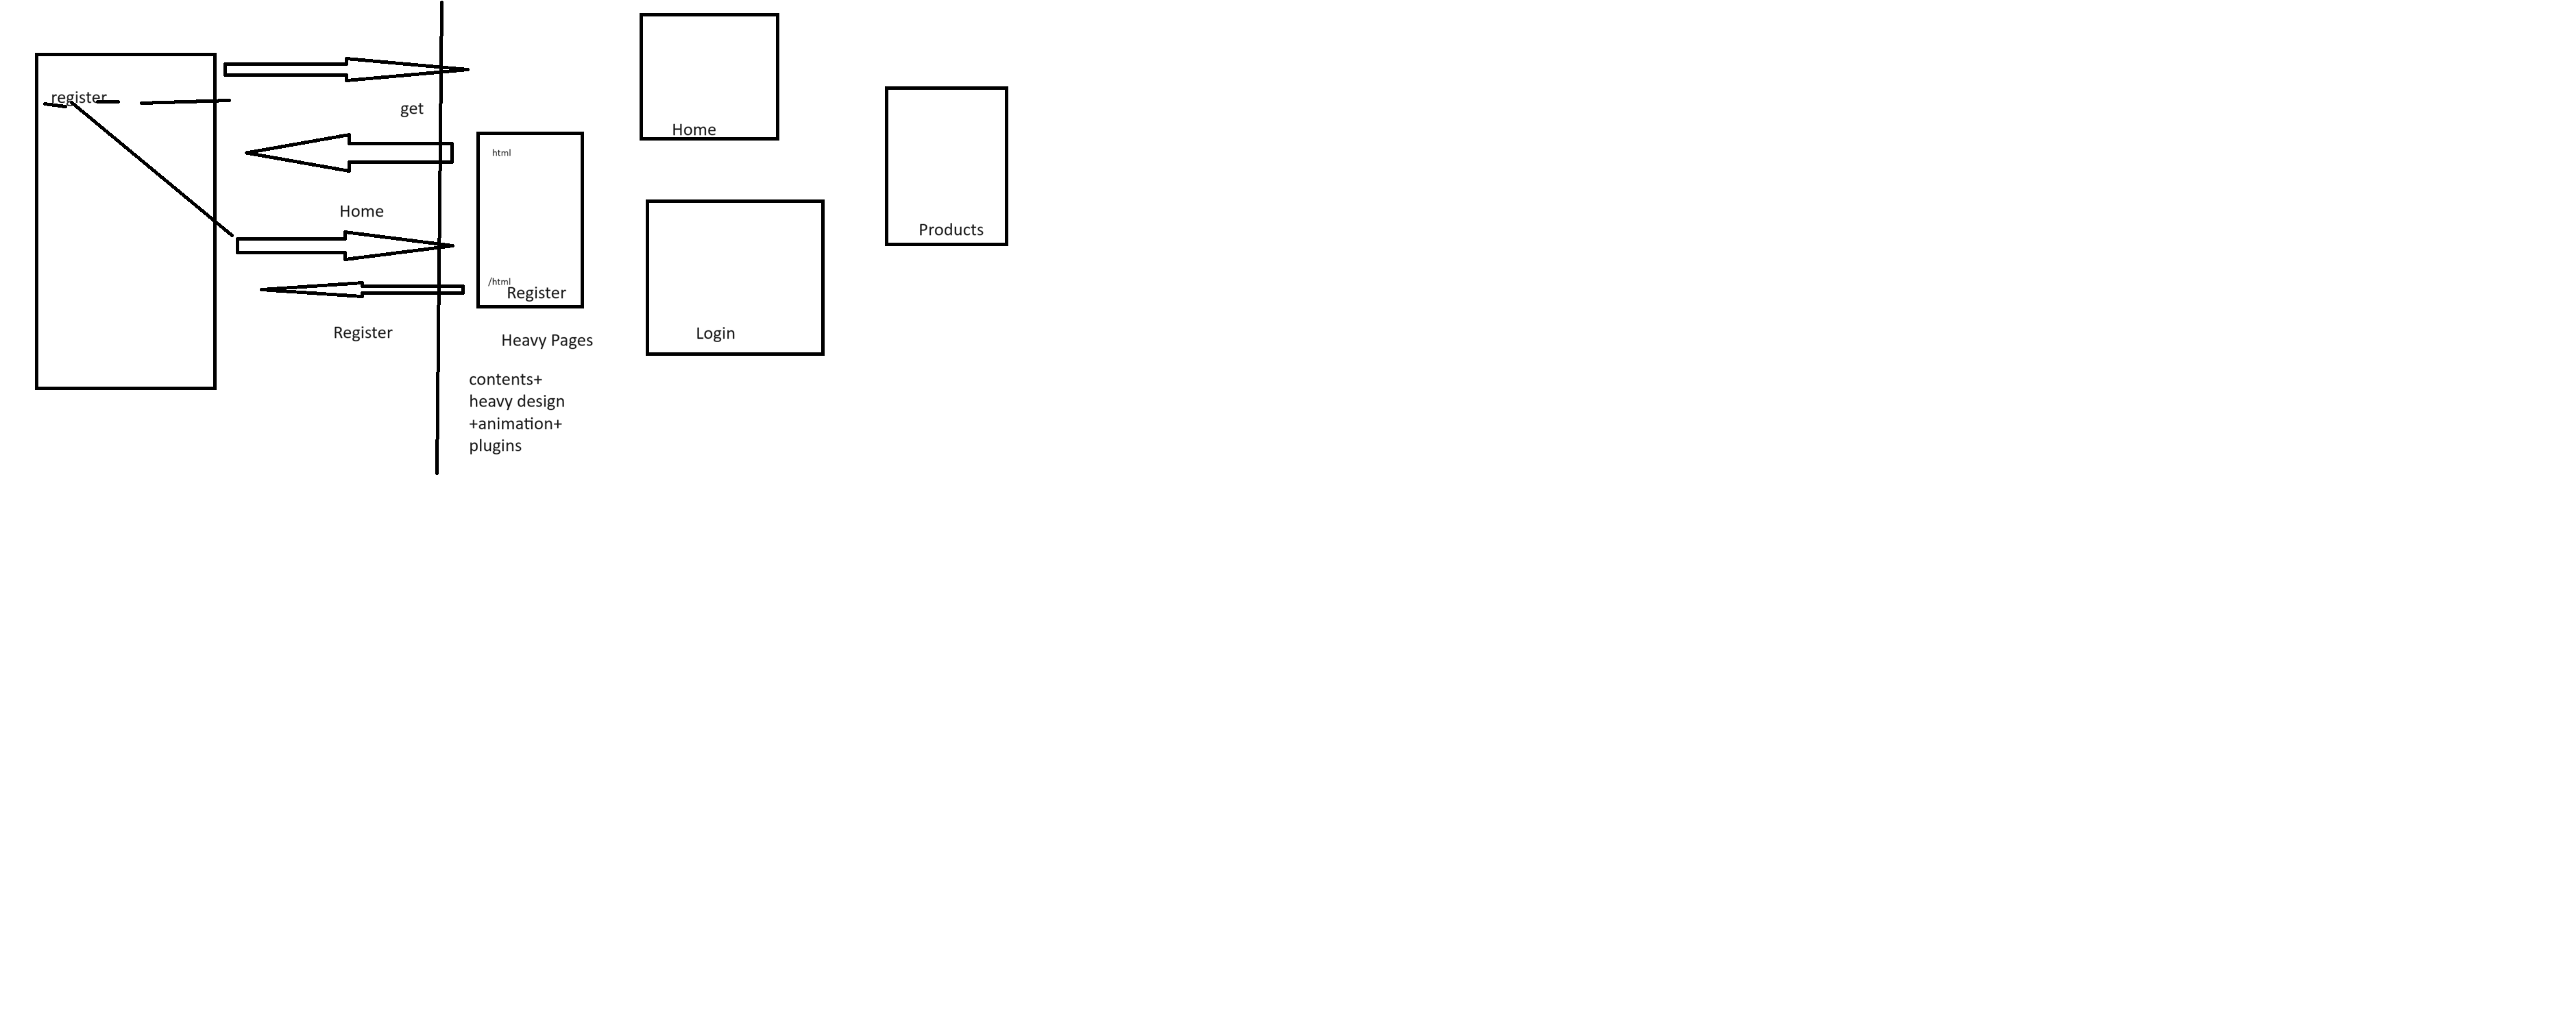 register
get
Home
Register
html
/html
Register
Heavy Pages
contents+
heavy design
+animation+
plugins
Home
Login
Products